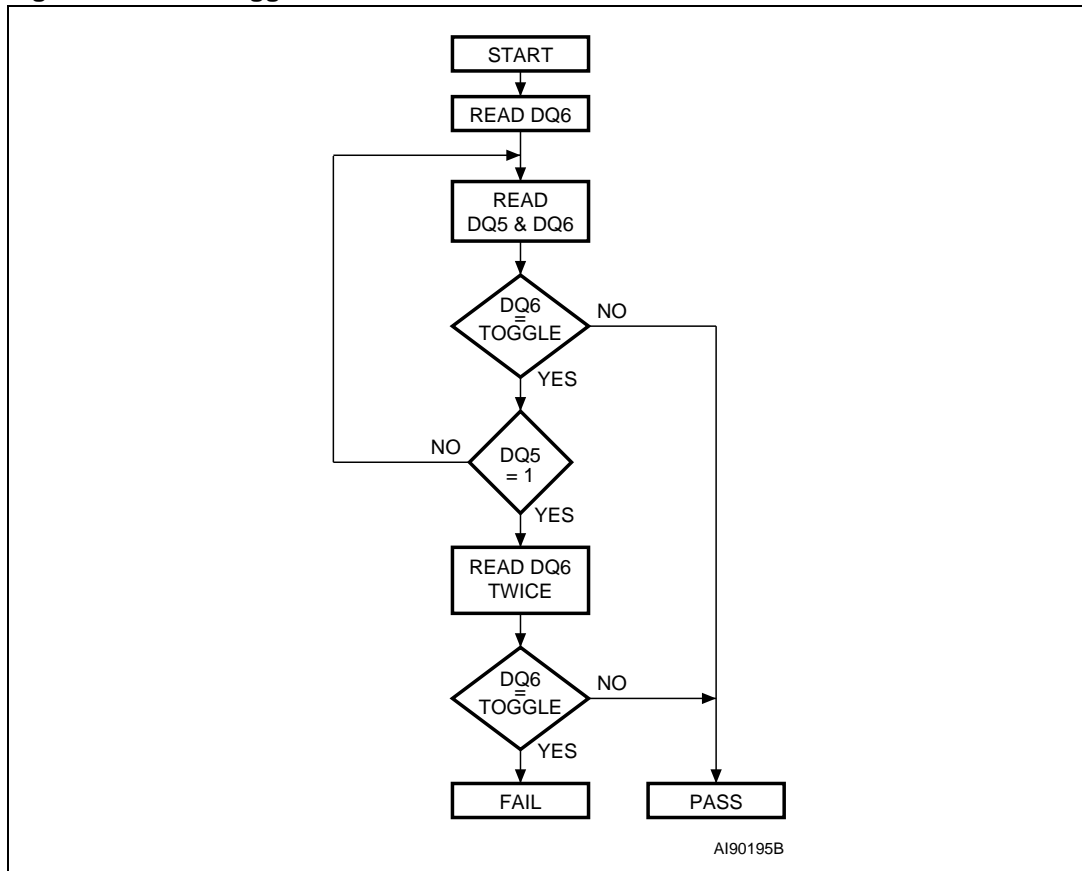 START
READ DQ6
READ
DQ5 & DQ6
DQ6
=
TOGGLE
NO
YES
NO
DQ5
= 1
YES
READ DQ6
TWICE
DQ6
=
TOGGLE
NO
YES
FAIL
PASS
AI90195B